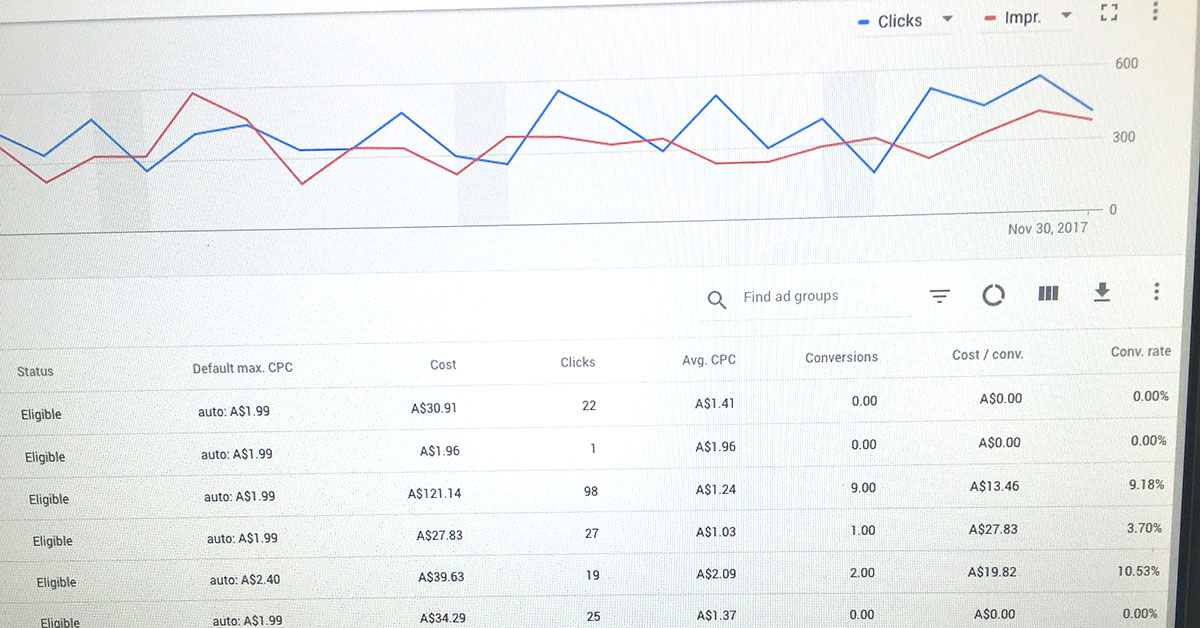 Clicks Impr.
600
300
0
Nov 30, 2017
Find ad groups
Status Default max. CPC Cost Clicks Avg. CPC Conversions Cost / conv. Conv. rate
Eligible auto: A$1.99 A$30.91 22 A$1.41 0.00 A$0.00 0.00%
Eligible auto: A$1.99 A$1.96 1 A$1.96 0.00 A$0.00 0.00%
Eligible auto: A$1.99 A$121.14 98 A$1.24 9.00 A$13.46 9.18%
Eligible auto: A$1.99 A$27.83 27 A$1.03 1.00 A$27.83 3.70%
Eligible auto: A$2.40 A$39.63 19 A$2.09 2.00 A$19.82 10.53%
Eligible auto: A$1.99 A$34.29 25 A$1.37 0.00 A$0.00 0.00%